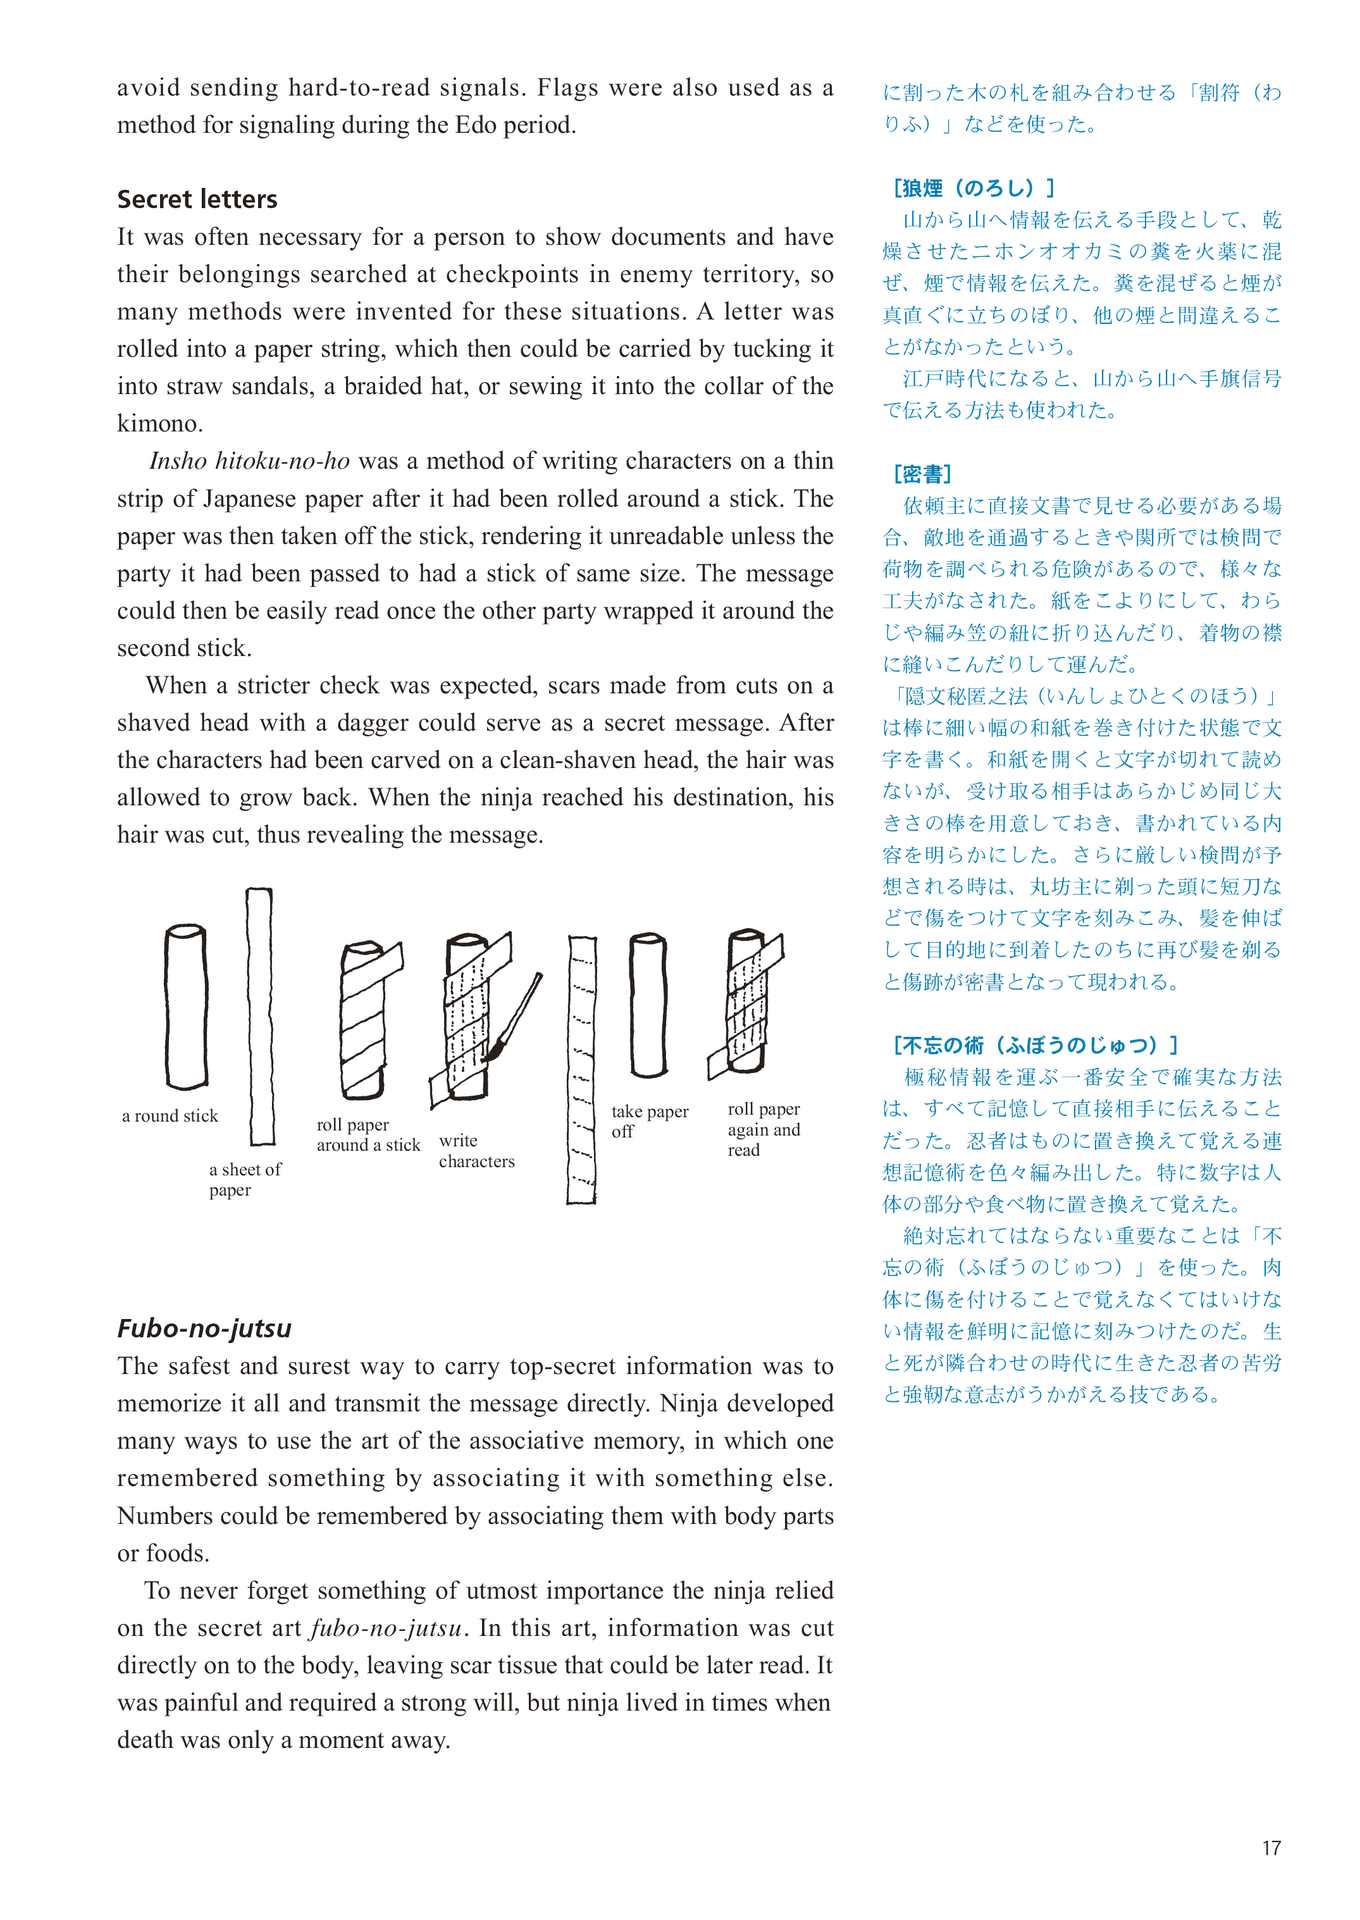 avoid sending hard-to-read signals. Flags were also used as a
method for signaling during the Edo period.
Secret letters
It was often necessary for a person to show documents and have
their belongings searched at checkpoints in enemy territory, so
many methods were invented for these situations. A letter was
rolled into a paper string, which then could be carried by tucking it
into straw sandals, a braided hat, or sewing it into the collar of the
kimono.
Insho hitoku-no-ho was a method of writing characters on a thin
strip of Japanese paper after it had been rolled around a stick. The
paper was then taken off the stick, rendering it unreadable unless the
party it had been passed to had a stick of same size. The message
could then be easily read once the other party wrapped it around the
second stick.
When a stricter check was expected, scars made from cuts on a
shaved head with a dagger could serve as a secret message. After
the characters had been carved on a clean-shaven head, the hair was
allowed to grow back. When the ninja reached his destination, his
hair was cut, thus revealing the message.
a round stick
a sheet of
paper
roll paper
around a stick
write
characters
take paper
off
roll paper
again and
read
Fubo-no-jutsu
The safest and surest way to carry top-secret information was to
memorize it all and transmit the message directly. Ninja developed
many ways to use the art of the associative memory, in which one
remembered something by associating it with something else.
Numbers could be remembered by associating them with body parts
or foods.
To never forget something of utmost importance the ninja relied
on the secret art fubo-no-jutsu. In this art, information was cut
directly on to the body, leaving scar tissue that could be later read. It
was painful and required a strong will, but ninja lived in times when
death was only a moment away.
に割った木の札を組み合わせる「割符（わ
りふ）」などを使った。
［狼煙（のろし）］
山から山へ情報を伝える手段として、乾
燥させたニホンオオカミの糞を火薬に混
ぜ、煙で情報を伝えた。糞を混ぜると煙が
真直ぐに立ちのぼり、他の煙と間違えるこ
とがなかったという。
江戸時代になると、山から山へ手旗信号
で伝える方法も使われた。
［密書］
依頼主に直接文書で見せる必要がある場
合、敵地を通過するときや関所では検問で
荷物を調べられる危険があるので、様々な
工夫がなされた。紙をこよりにして、わら
じや編み笠の紐に折り込んだり、着物の襟
に縫いこんだりして運んだ。
「隠文秘匿之法（いんしょひとくのほう）」
は棒に細い幅の和紙を巻き付けた状態で文
字を書く。和紙を開くと文字が切れて読め
ないが、受け取る相手はあらかじめ同じ大
きさの棒を用意しておき、書かれている内
容を明らかにした。さらに厳しい検問が予
想される時は、丸坊主に剃った頭に短刀な
どで傷をつけて文字を刻みこみ、髪を伸ば
して目的地に到着したのちに再び髪を剃る
と傷跡が密書となって現われる。
［不忘の術（ふぼうのじゅつ）］
極秘情報を運ぶ一番安全で確実な方法
は、すべて記憶して直接相手に伝えること
だった。忍者はものに置き換えて覚える連
想記憶術を色々編み出した。特に数字は人
体の部分や食べ物に置き換えて覚えた。
絶対忘れてはならない重要なことは「不
忘の術（ふぼうのじゅつ）」を使った。肉
体に傷を付けることで覚えなくてはいけな
い情報を鮮明に記憶に刻みつけたのだ。生
と死が隣合わせの時代に生きた忍者の苦労
と強靭な意志がうかがえる技である。
17